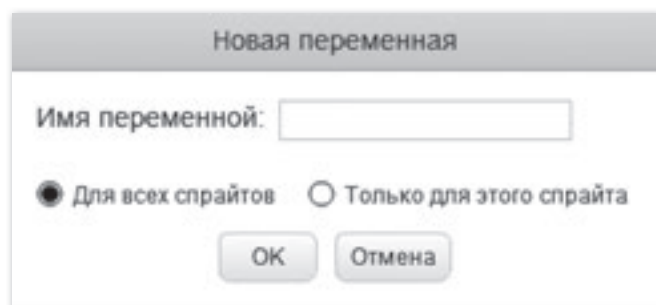 Новая переменная
Имя переменной:
Для всех спрайтов Только для этого спрайта
OK Отмена